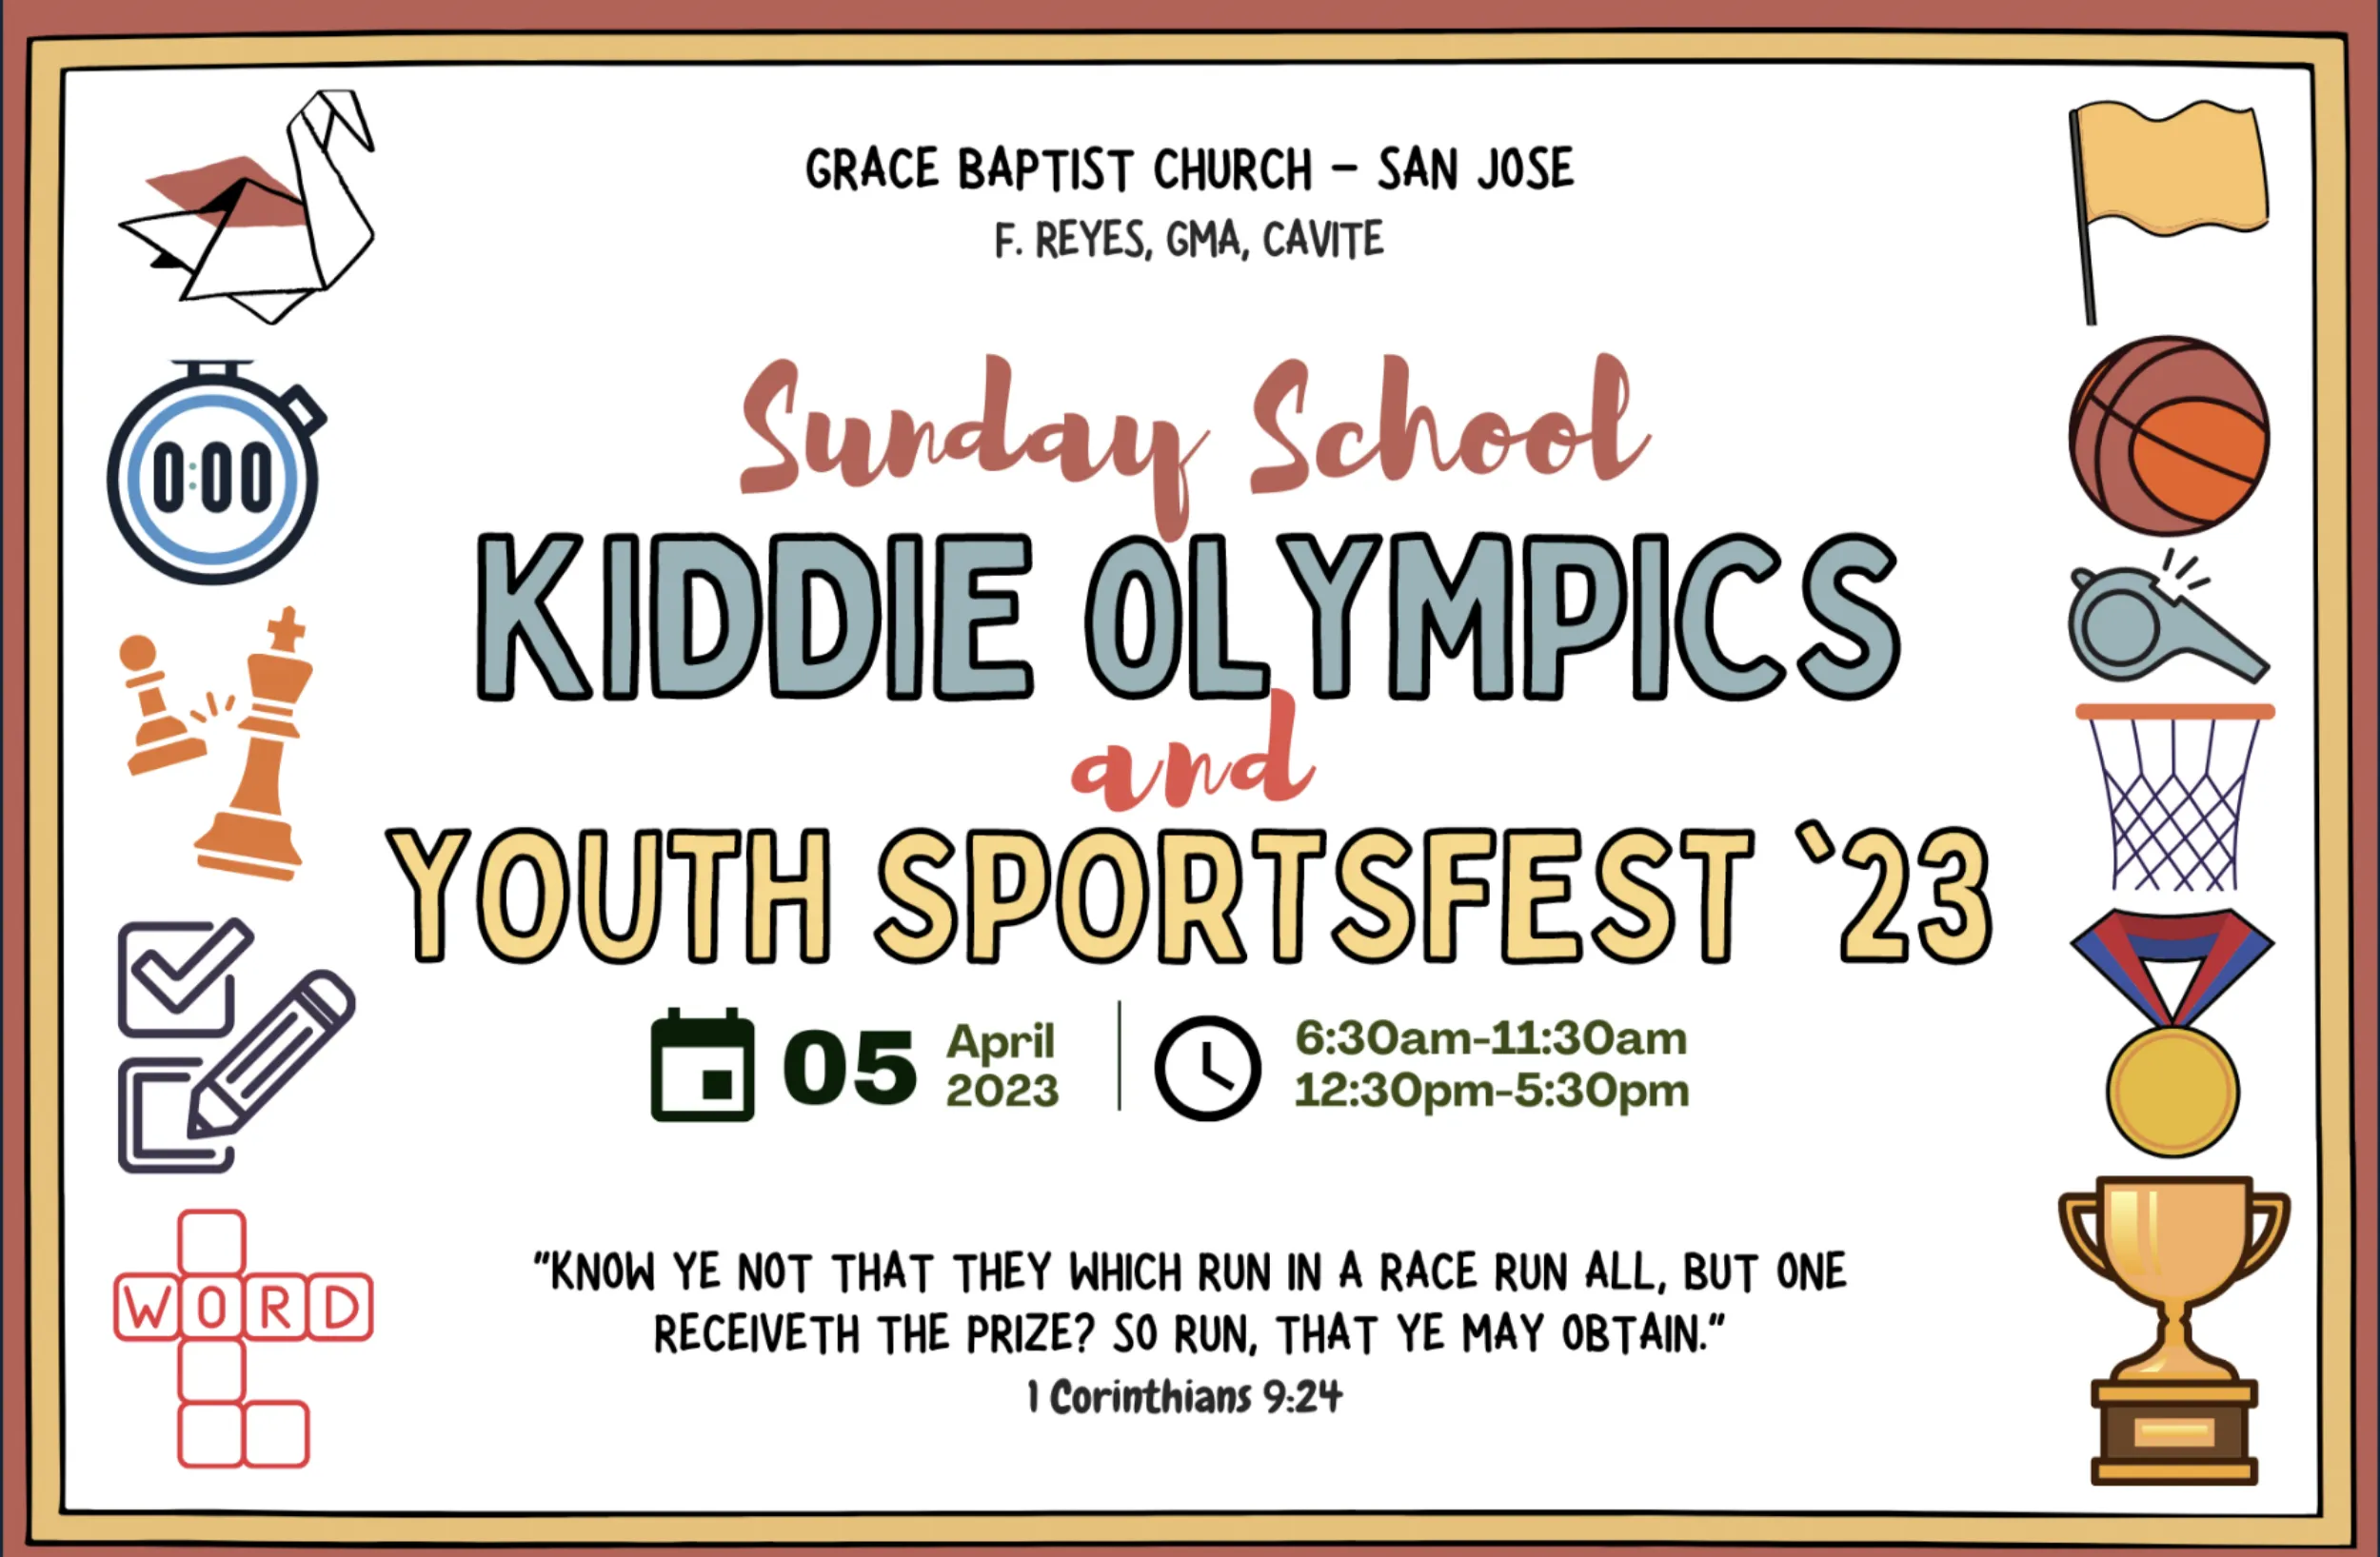 GRACE BAPTIST CHURCH – SAN JOSE
F. REYES, GMA, CAVITE
Sunday School
KIDDIE OLYMPICS
and
YOUTH SPORTSFEST `23
05 April 2023
6:30am-11:30am
12:30pm-5:30pm
"KNOW YE NOT THAT THEY WHICH RUN IN A RACE RUN ALL, BUT ONE
RECEIVETH THE PRIZE? SO RUN, THAT YE MAY OBTAIN."
1 Corinthians 9:24
0:00
WORD